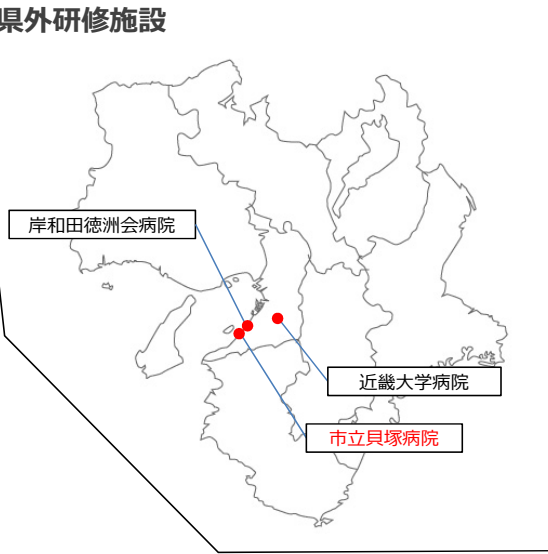 県外研修施設
岸和田徳洲会病院
近畿大学病院
市立貝塚病院